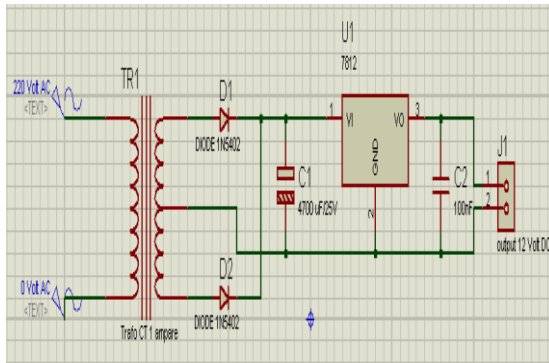 U1
7812
220 Volt AC
<TEXT>
TR1
D1
DIODE 1N5402
1
VI
VO
3
GND
2
C1
4700 uF/25V
C2
100nF
J1
1
2
output 12 Volt DC
0 Volt AC
<TEXT>
Trafo CT 1 ampare
D2
DIODE 1N5402